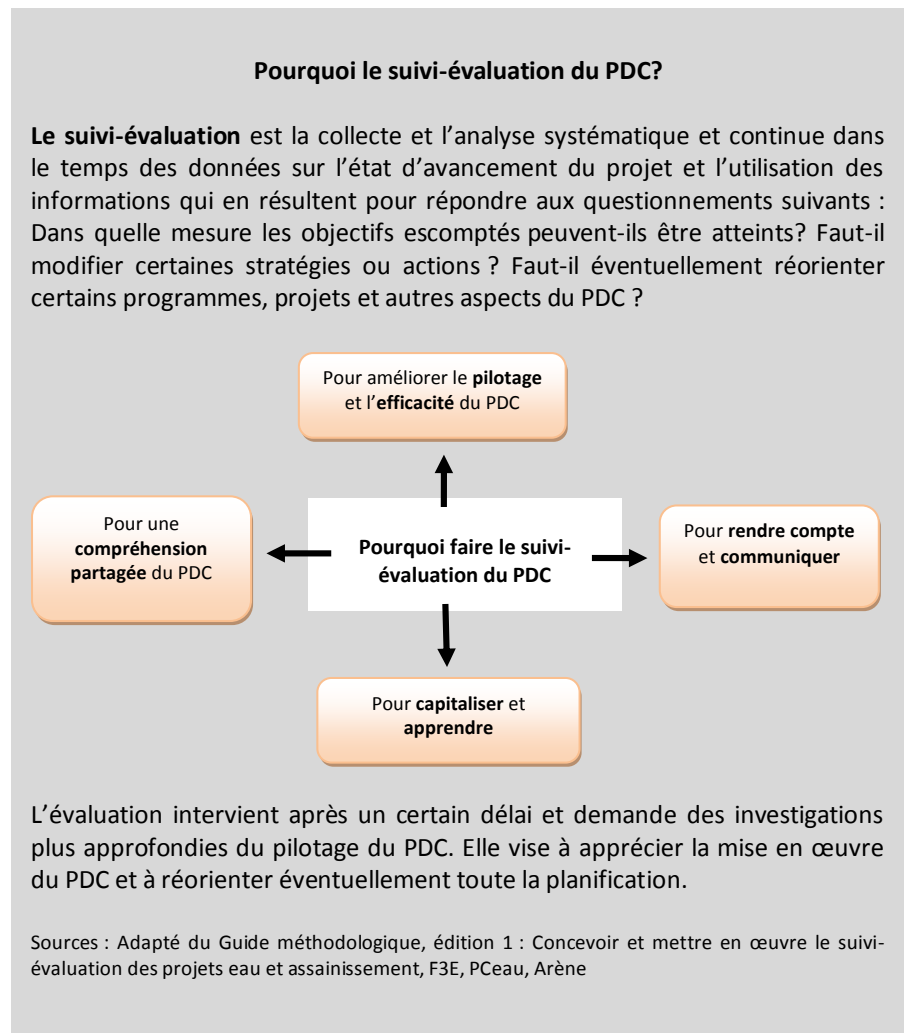 Pourquoi le suivi-évaluation du PDC?
Le suivi-évaluation est la collecte et l'analyse systématique et continue dans
le temps des données sur l'état d'avancement du projet et l'utilisation des
informations qui en résultent pour répondre aux questionnements suivants :
Dans quelle mesure les objectifs escomptés peuvent-ils être atteints? Faut-il
modifier certaines stratégies ou actions ? Faut-il éventuellement réorienter
certains programmes, projets et autres aspects du PDC ?
Pour améliorer le pilotage
et l'efficacité du PDC
Pour une
compréhension
partagée du PDC
Pourquoi faire le suivi-
évaluation du PDC
Pour rendre compte
et communiquer
Pour capitaliser et
apprendre
L'évaluation intervient après un certain délai et demande des investigations
plus approfondies du pilotage du PDC. Elle vise à apprécier la mise en œuvre
du PDC et à réorienter éventuellement toute la planification.
Sources : Adapté du Guide méthodologique, édition 1 : Concevoir et mettre en œuvre le suivi-
évaluation des projets eau et assainissement, F3E, PCeau, Arène